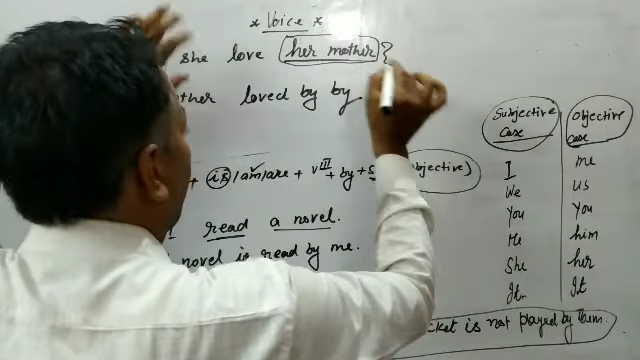 * Voice *
she love her mother }
ther loved by by
+ is/am/are + vIII + by + S bjective)
I read a novel.
novel is read by me.
Subjective Case
Objective case
I me
We us
You You
He him
She her
It It
cket is not played by them.